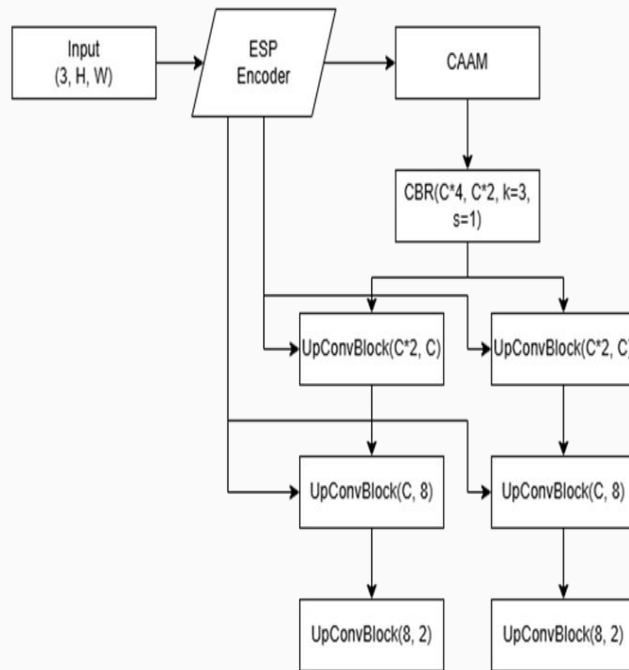 Input
(3, H, W)
ESP
Encoder
CAAM
CBR(C*4, C*2, k=3,
s=1)
UpConvBlock(C*2, C)
UpConvBlock(C*2, C)
UpConvBlock(C, 8)
UpConvBlock(C, 8)
UpConvBlock(8, 2)
UpConvBlock(8, 2)